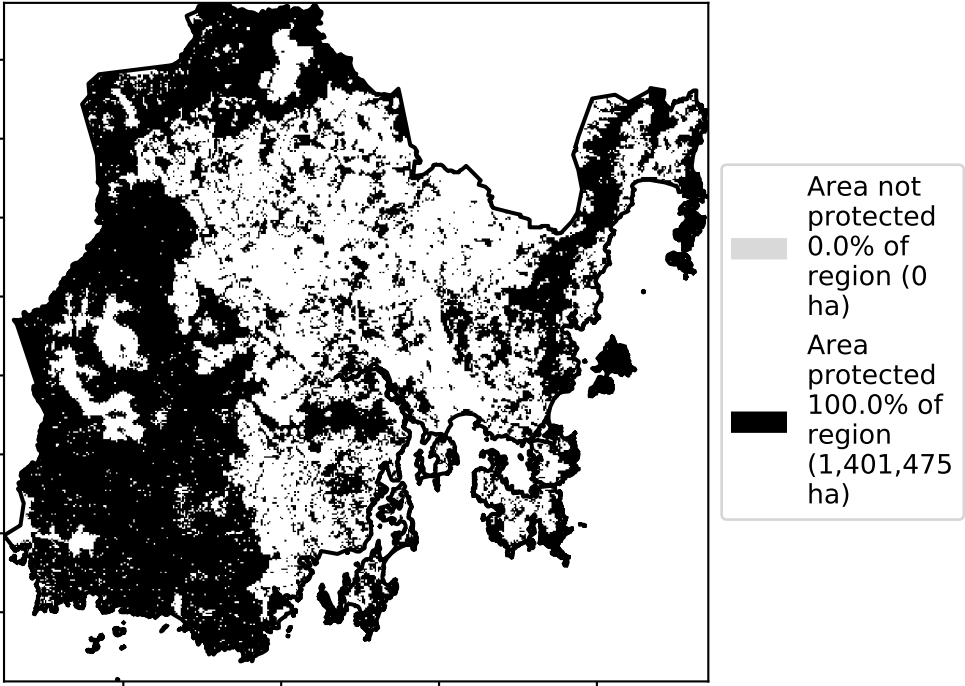 Area not
protected
0.0% of
region (0
ha)
Area
protected
100.0% of
region
(1,401,475
ha)